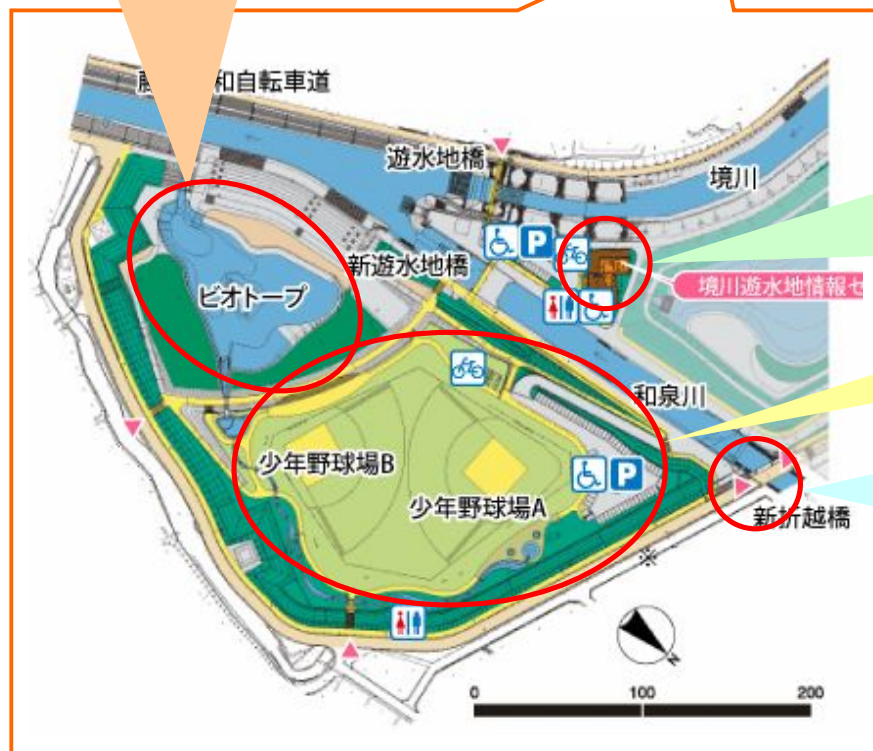 藤
和自転車道
遊水地橋
境川
P
新遊水地橋
境川遊水地情報セ
ビオトープ
和泉川
少年野球場B
P
少年野球場A
新折越橋
※
N
0 100 200